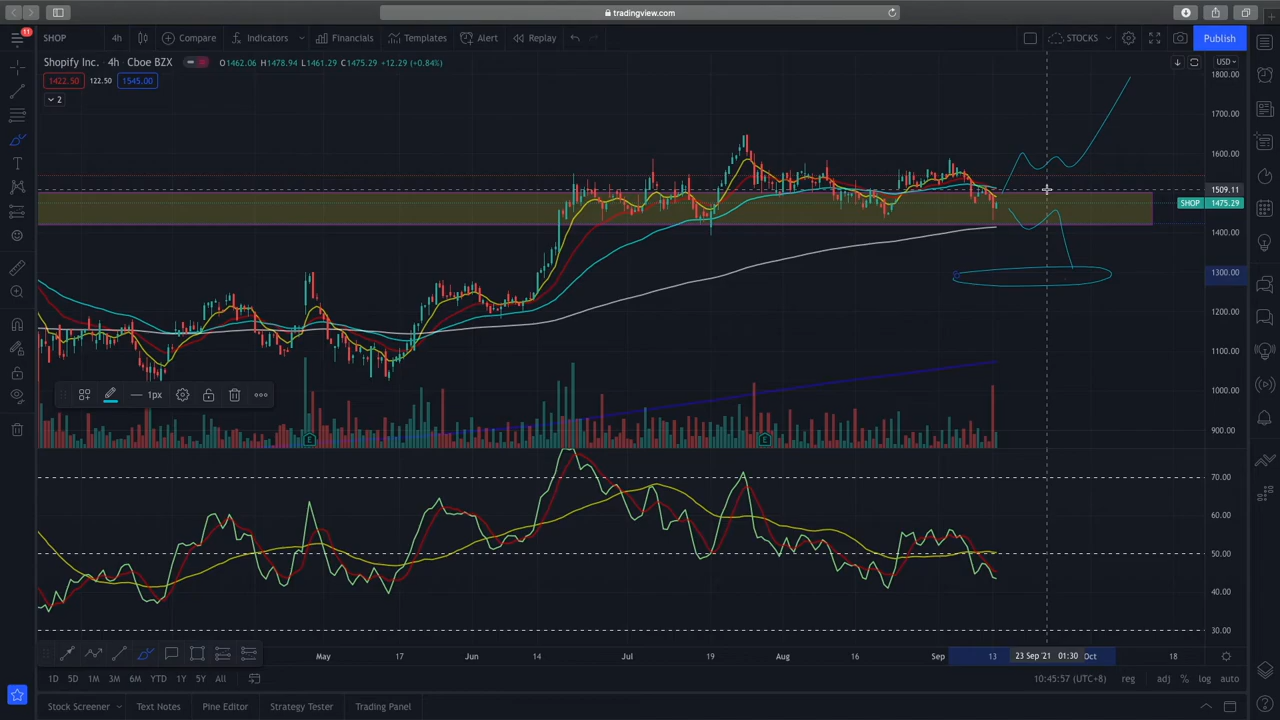 tradingview.com
11
SHOP
4h
Compare
Indicators
Financials
Templates
Alert
Replay
STOCKS
Publish
Shopify Inc. · 4h · Cboe BZX
O1462.06 H1478.94 L1461.29 C1475.29 +12.29 (+0.84%)
1422.50
122.50
1545.00
2
USD
1800.00
1700.00
1600.00
1509.11
SHOP 1475.29
1400.00
1300.00
1200.00
1100.00
1000.00
900.00
1px
E
E
70.00
60.00
50.00
40.00
30.00
May
17
Jun
14
Jul
19
Aug
16
Sep
13
23 Sep '21 01:30
Oct
18
1D
5D
1M
3M
6M
YTD
1Y
5Y
All
10:45:57 (UTC+8)
reg
adj
%
log
auto
Stock Screener
Text Notes
Pine Editor
Strategy Tester
Trading Panel